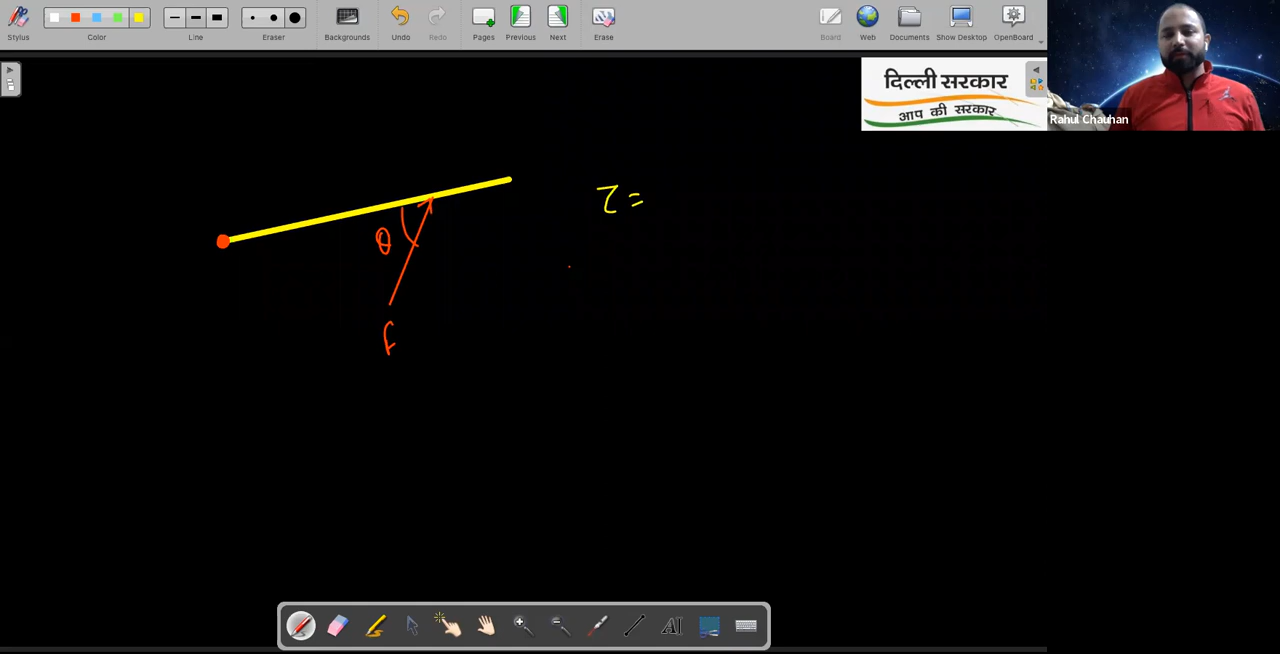 Stylus Color Line Eraser Backgrounds Undo Redo Pages Previous Next Erase Board Web Documents Show Desktop OpenBoard
दिल्ली सरकार
आप की सरकार
Rahul Chauhan
τ =
θ
f
AI